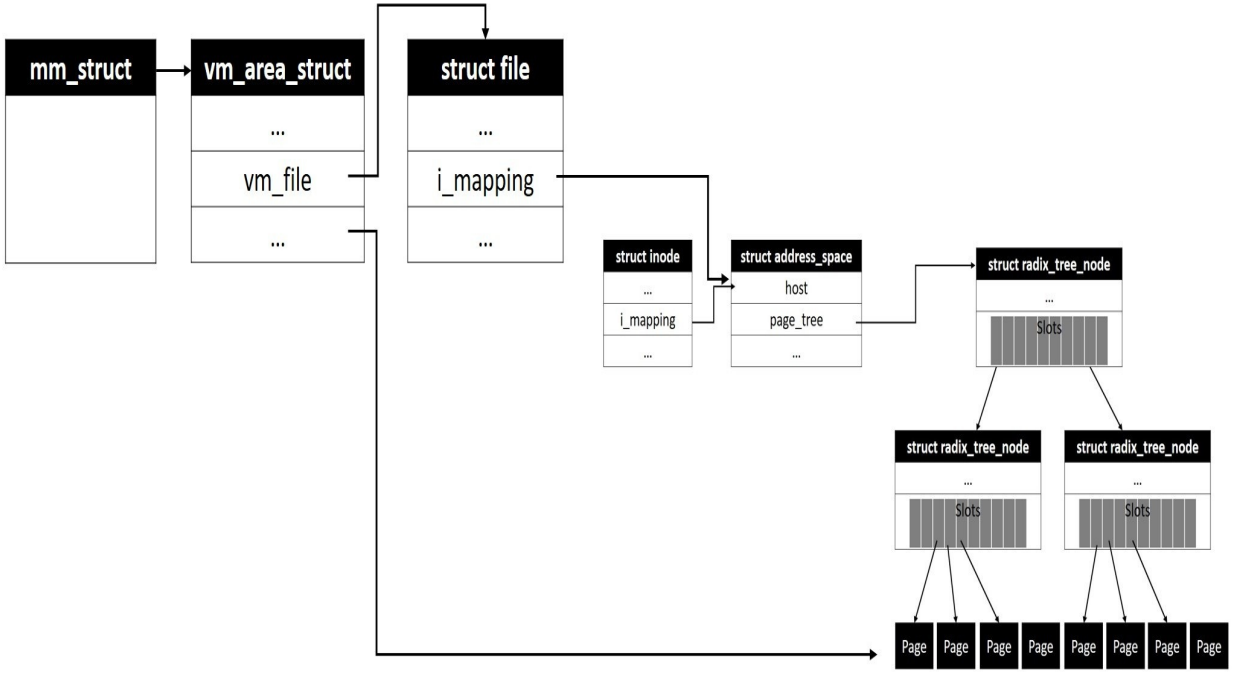 mm_struct
vm_area_struct
...
vm_file
...
struct file
...
i_mapping
...
struct inode
...
i_mapping
...
struct address_space
host
page_tree
...
struct radix_tree_node
...
Slots
struct radix_tree_node
...
Slots
struct radix_tree_node
...
Slots
Page Page Page Page Page Page Page Page